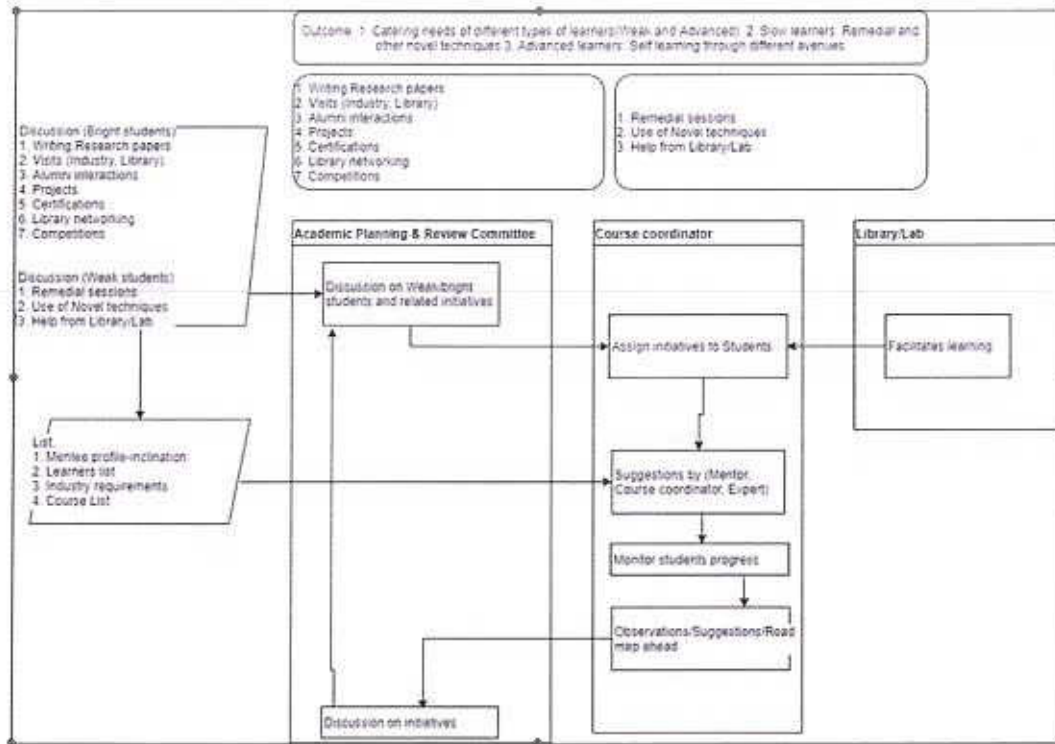 Outcome 1. Catering needs of different types of learners(Weak and Advanced) 2. Slow learners: Remedial and
other novel techniques 3. Advanced learners: Self learning through different avenues
1. Writing Research papers
2. Visits (Industry, Library)
3. Alumni interactions
4. Projects
5. Certifications
6. Library networking
7. Competitions
1. Remedial sessions
2. Use of Novel techniques
3. Help from Library/Lab
Discussion (Bright students)
1. Writing Research papers
2. Visits (Industry, Library)
3. Alumni interactions
4. Projects
5. Certifications
6. Library networking
7. Competitions
Discussion (Weak students)
1. Remedial sessions
2. Use of Novel techniques
3. Help from Library/Lab
List
1. Mentee profile-inclination
2. Learners list
3. Industry requirements
4. Course List
Academic Planning & Review Committee
Discussion on Weak/bright
students and related initiatives
Discussion on initiatives
Course coordinator
Assign initiatives to Students
Suggestions by (Mentor,
Course coordinator, Expert)
Monitor students progress
Observations/Suggestions/Road
map ahead
Library/Lab
Facilitates learning